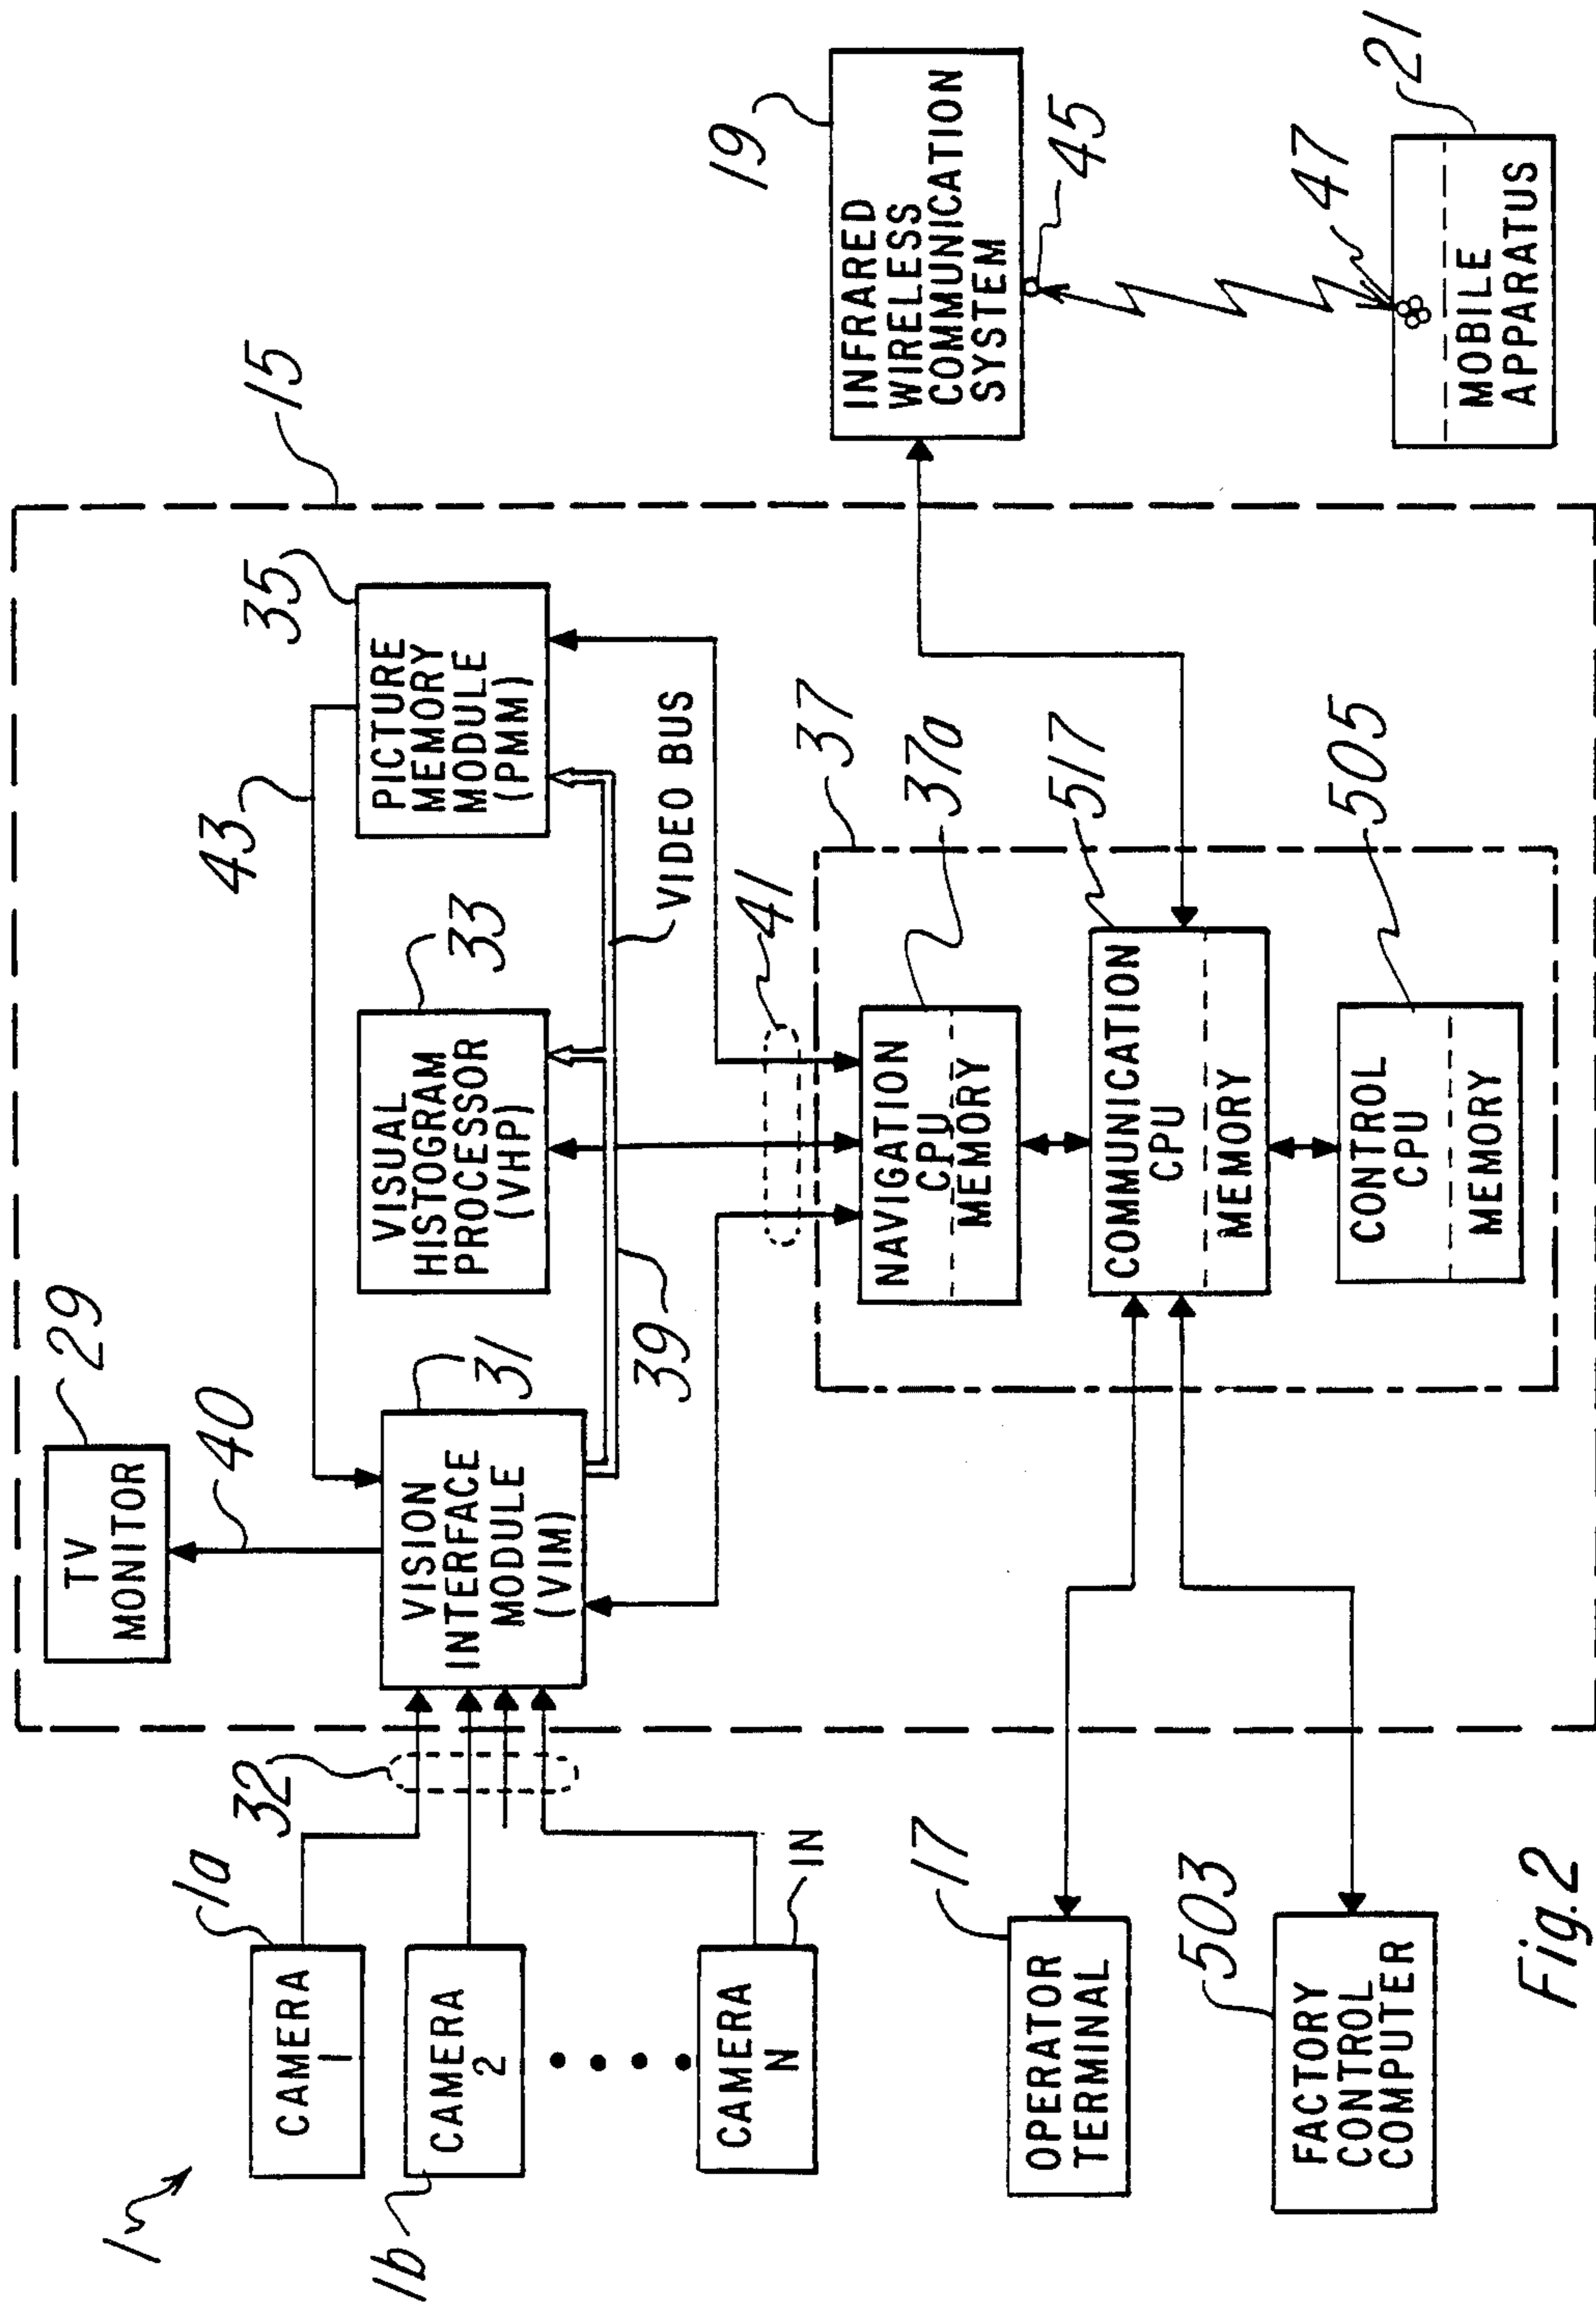 1
1a
CAMERA
1
1b
CAMERA
2
CAMERA
N
1N
32
TV
MONITOR
29
40
43
15
VISION
INTERFACE
MODULE
(VIM)
31
VISUAL
HISTOGRAM
PROCESSOR
(VHP)
33
PICTURE
MEMORY
MODULE
(PMM)
35
39
VIDEO BUS
41
37
NAVIGATION
CPU
MEMORY
37a
COMMUNICATION
CPU
MEMORY
517
CONTROL
CPU
MEMORY
505
OPERATOR
TERMINAL
17
FACTORY
CONTROL
COMPUTER
503
INFRARED
WIRELESS
COMMUNICATION
SYSTEM
19
45
47
MOBILE
APPARATUS
21
Fig.2